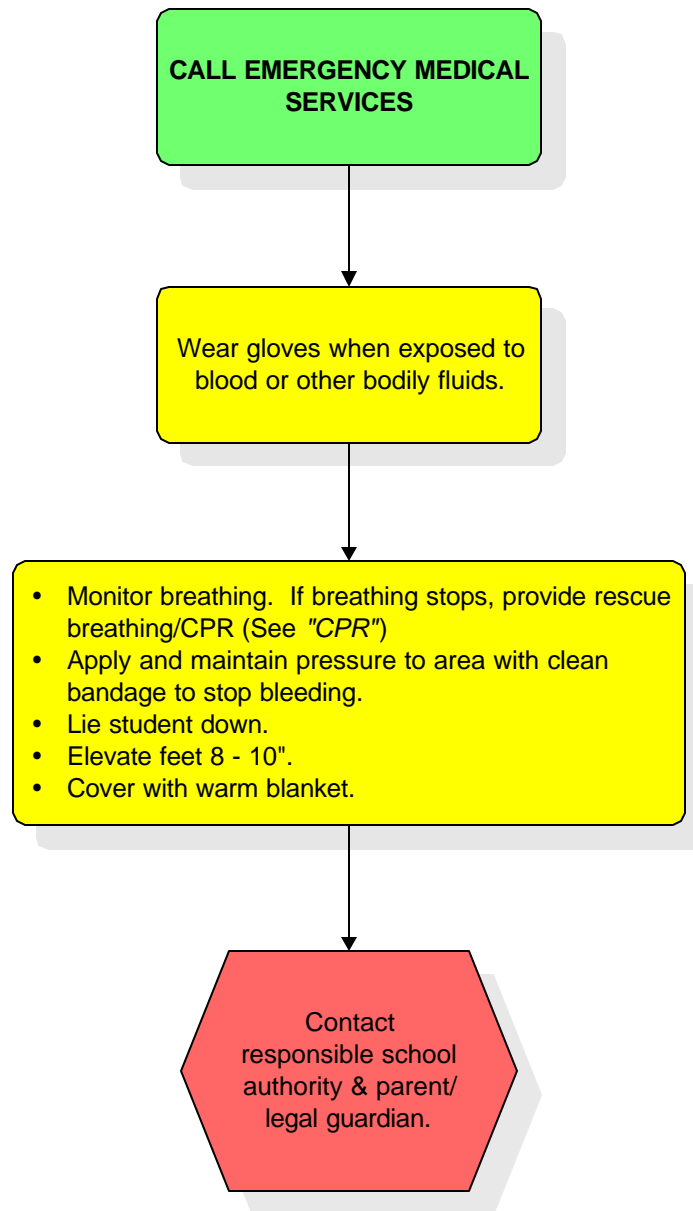 CALL EMERGENCY MEDICAL
SERVICES
Wear gloves when exposed to
blood or other bodily fluids.
• Monitor breathing.  If breathing stops, provide rescue
breathing/CPR (See "CPR")
• Apply and maintain pressure to area with clean
bandage to stop bleeding.
• Lie student down.
• Elevate feet 8 - 10".
• Cover with warm blanket.
Contact
responsible school
authority & parent/
legal guardian.